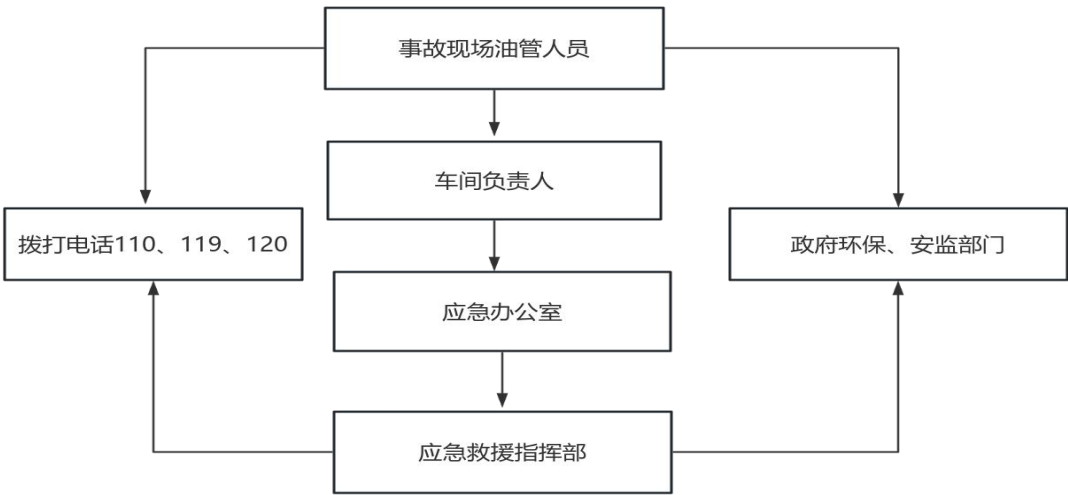 事故现场油管人员
车间负责人
拨打电话110、119、120
政府环保、安监部门
应急办公室
应急救援指挥部